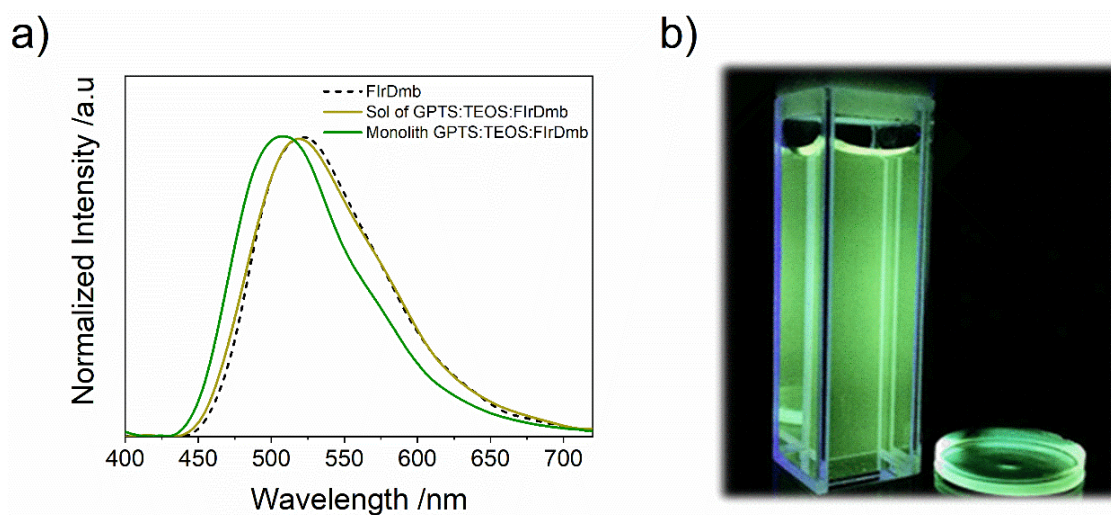 a)
b)
FIrDmb
Sol of GPTS:TEOS:FIrDmb
Monolith GPTS:TEOS:FIrDmb
Normalized Intensity /a.u
400 450 500 550 600 650 700
Wavelength /nm